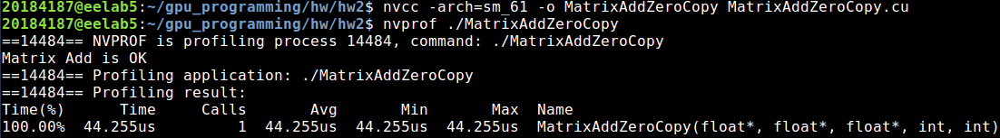 20184187@eelab5:~/gpu_programming/hw/hw2$ nvcc -arch=sm_61 -o MatrixAddZeroCopy MatrixAddZeroCopy.cu
20184187@eelab5:~/gpu_programming/hw/hw2$ nvprof ./MatrixAddZeroCopy
==14484== NVPROF is profiling process 14484, command: ./MatrixAddZeroCopy
Matrix Add is OK
==14484== Profiling application: ./MatrixAddZeroCopy
==14484== Profiling result:
Time(%)      Time     Calls       Avg       Min       Max  Name
100.00%  44.255us         1  44.255us  44.255us  44.255us  MatrixAddZeroCopy(float*, float*, float*, int, int)